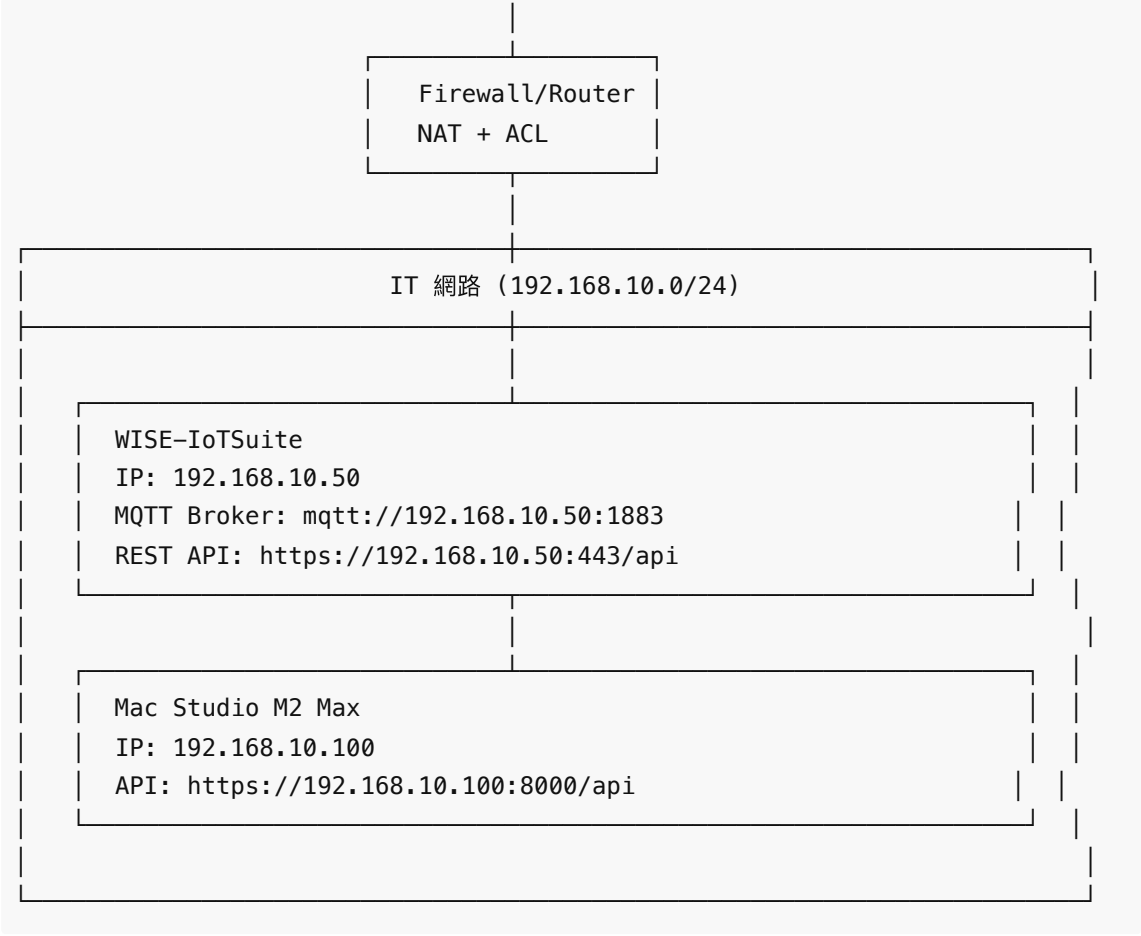 Firewall/Router
NAT + ACL
IT 網路 (192.168.10.0/24)
WISE-IoTSuite
IP: 192.168.10.50
MQTT Broker: mqtt://192.168.10.50:1883
REST API: https://192.168.10.50:443/api
Mac Studio M2 Max
IP: 192.168.10.100
API: https://192.168.10.100:8000/api